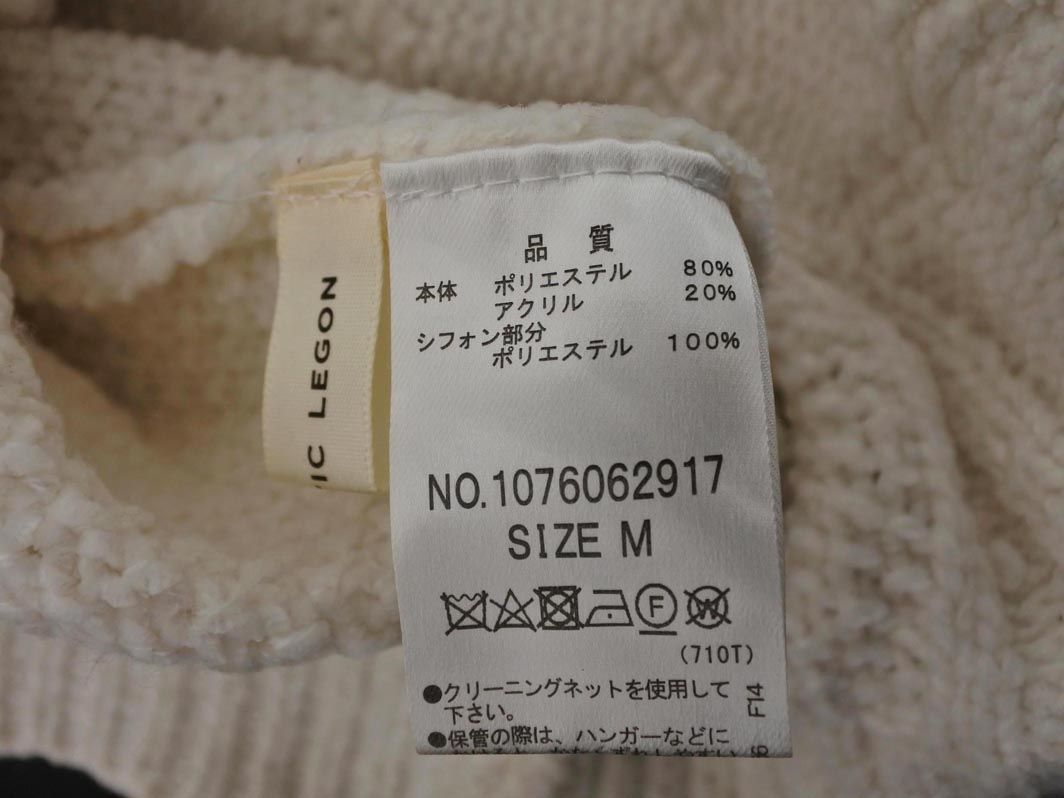 IC LEGON
品 質
本体 ポリエステル 80%
アクリル 20%
シフォン部分
ポリエステル 100%
NO.1076062917
SIZE M
F W
(710T)
●クリーニングネットを使用して
下さい。
●保管の際は、ハンガーなどに
F14